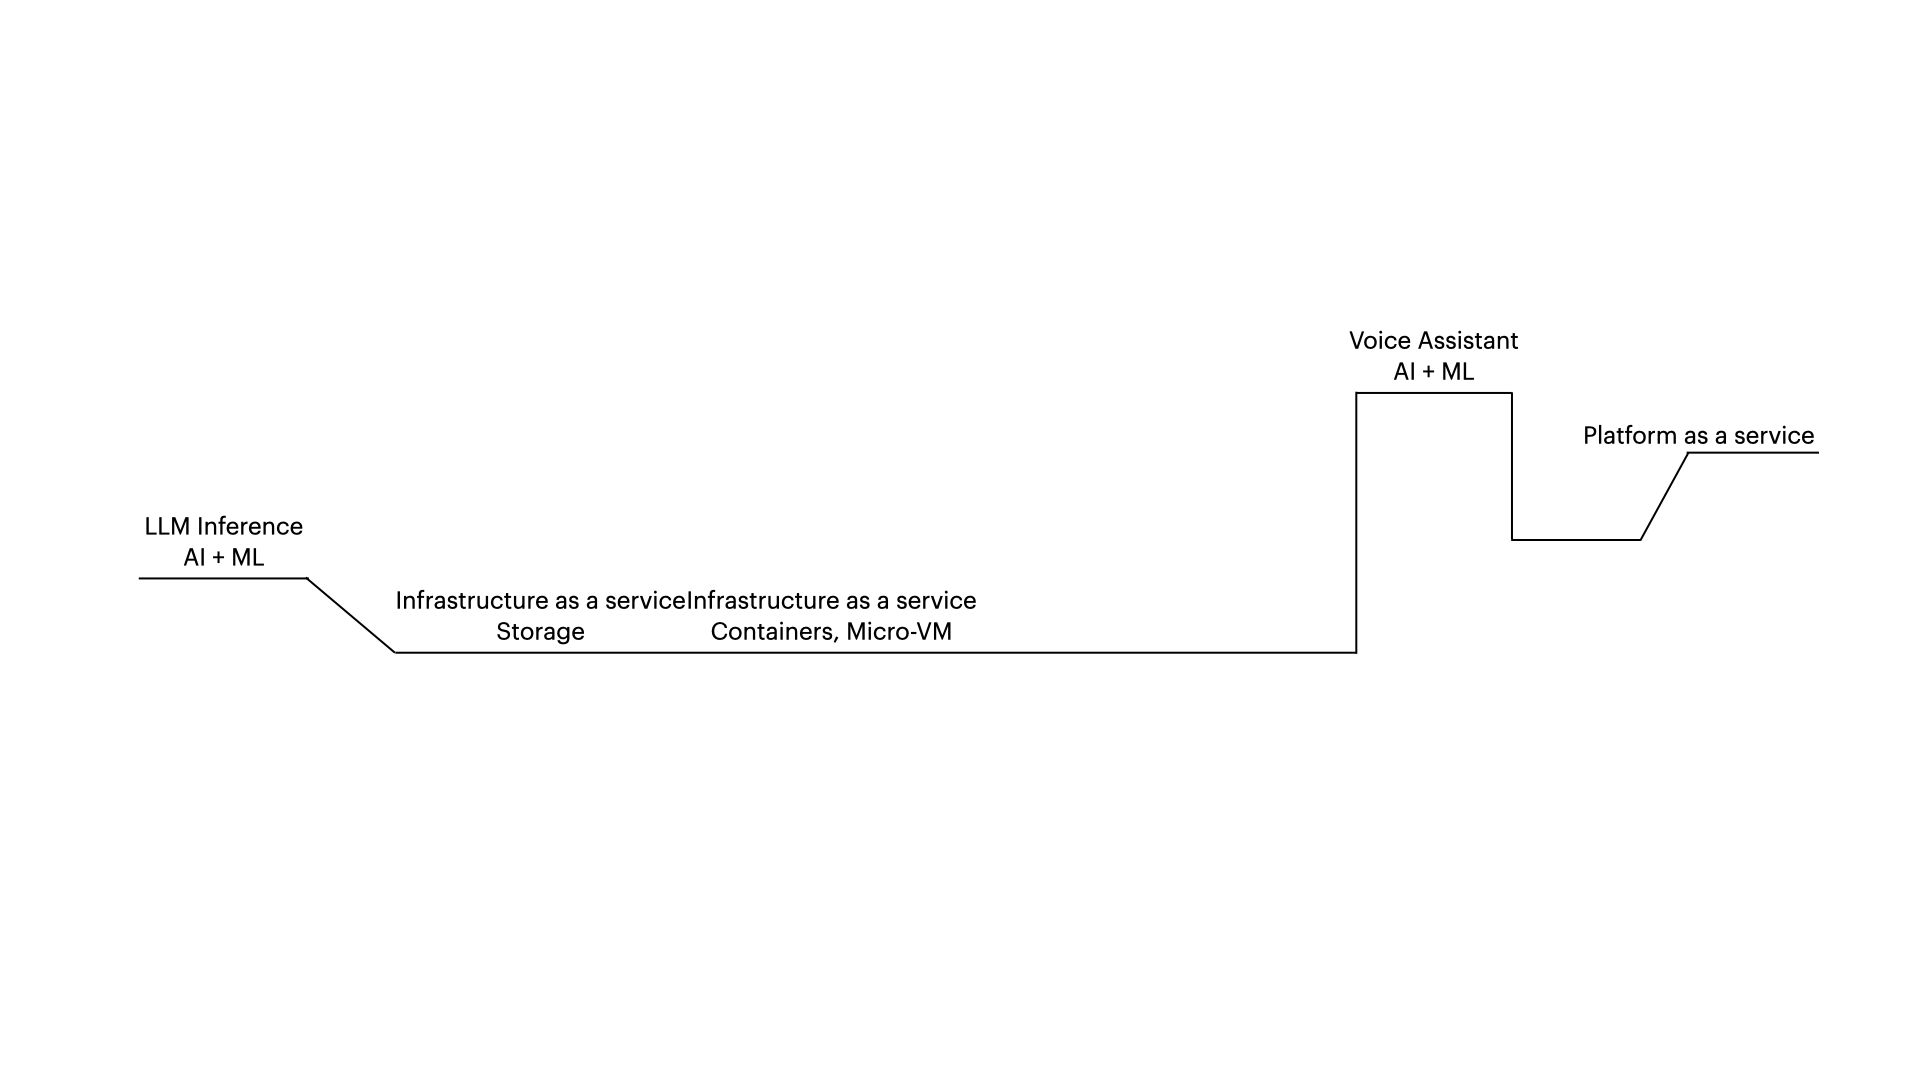 LLM Inference
AI + ML
Infrastructure as a service
Storage
Infrastructure as a service
Containers, Micro-VM
Voice Assistant
AI + ML
Platform as a service